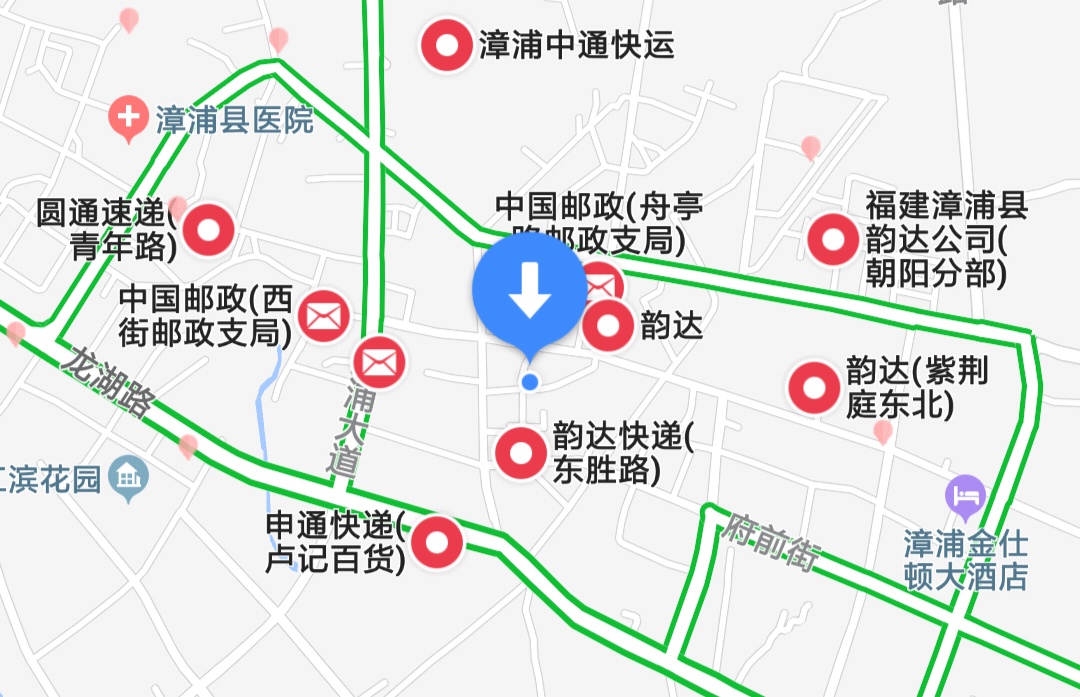 漳浦中通快运
漳浦县医院
圆通速递(
青年路)
中国邮政(舟亭
路邮政支局)
福建漳浦县
韵达公司(
朝阳分部)
中国邮政(西
街邮政支局)
韵达
龙湖路
浦大道
韵达(紫荆
庭东北)
韵达快递(
东胜路)
滨花园
申通快递(
卢记百货)
府前街
漳浦金仕
顿大酒店